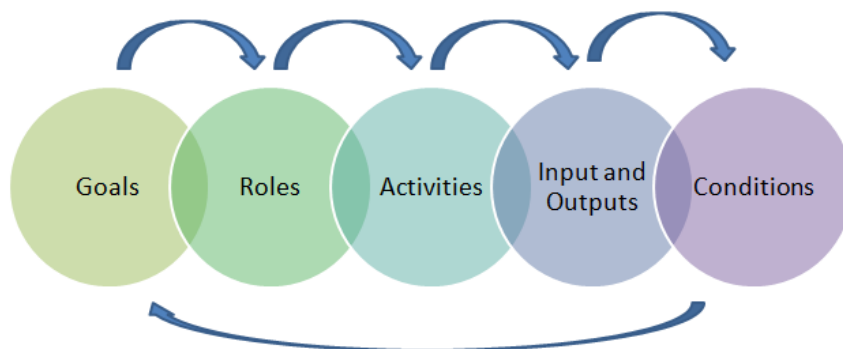 Goals
Roles
Activities
Input and
Outputs
Conditions